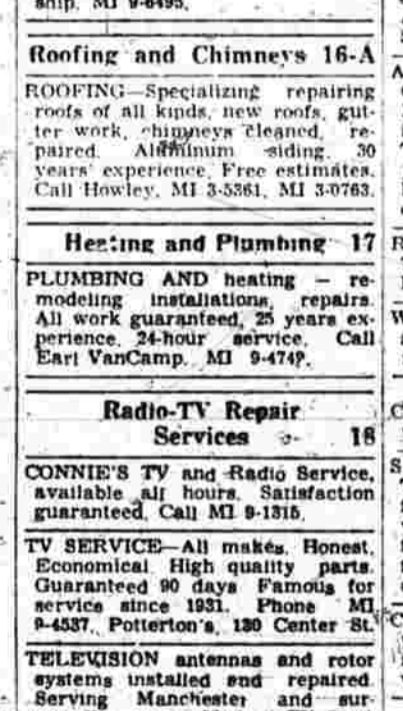 ship. MI 9-6495.
Roofing and Chimneys 16-A
ROOFING—Specializing repairing
roofs of all kinds, new roofs, gut-
ter work, chimneys cleaned, re-
paired. Aluminum siding. 30
years' experience. Free estimates.
Call Howley, MI 3-5361, MI 3-0763.
Heating and Plumbing 17
PLUMBING AND heating — re-
modeling installations, repairs.
All work guaranteed, 25 years ex-
perience. 24-hour service. Call
Earl VanCamp. MI 9-4749.
Radio-TV Repair
Services 18
CONNIE'S TV and Radio Service,
available all hours. Satisfaction
guaranteed. Call MI 9-1315.
TV SERVICE—All makes. Honest,
Economical High quality parts.
Guaranteed 90 days Famous for
service since 1931. Phone MI
9-4537. Potterton's, 130 Center St.
TELEVISION antennas and rotor
systems installed and repaired.
Serving Manchester and sur-